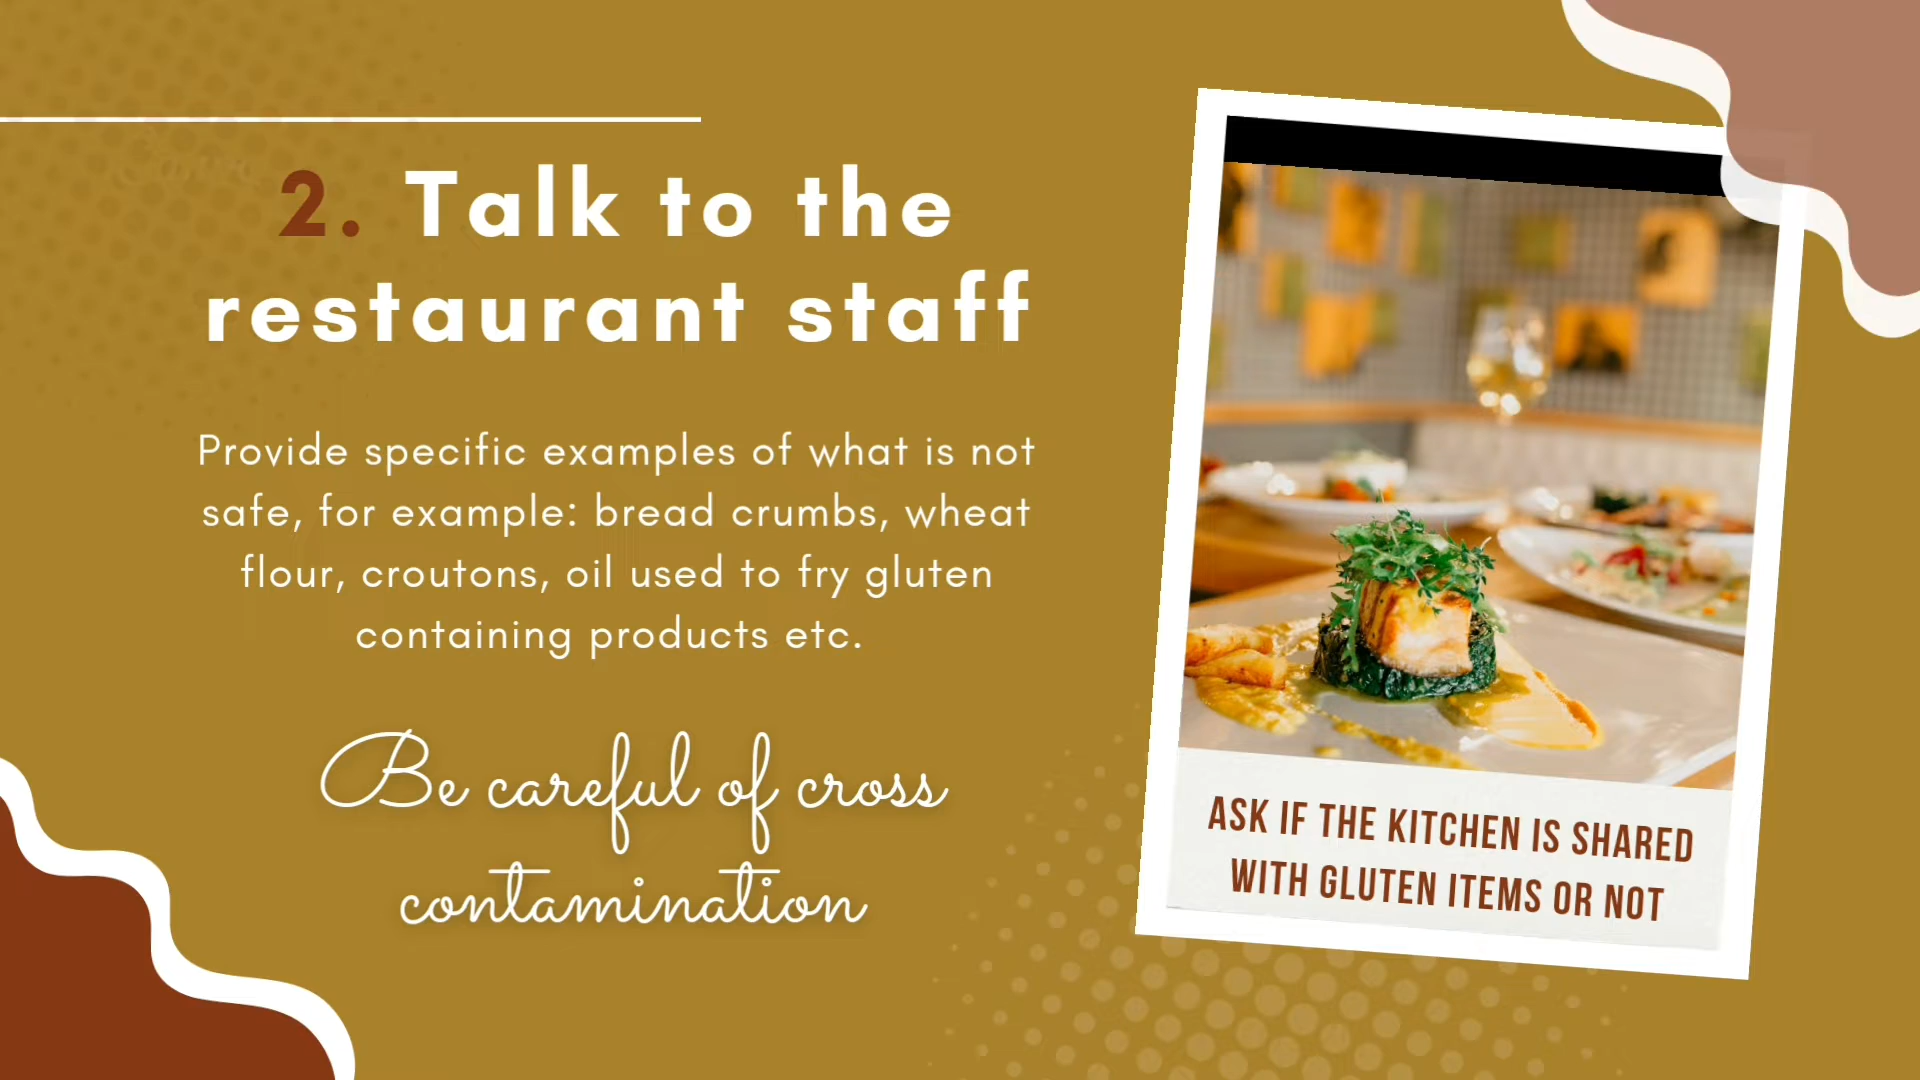 2. Talk to the
restaurant staff
Provide specific examples of what is not
safe, for example: bread crumbs, wheat
flour, croutons, oil used to fry gluten
containing products etc.
Be careful of cross
contamination
ASK IF THE KITCHEN IS SHARED
WITH GLUTEN ITEMS OR NOT